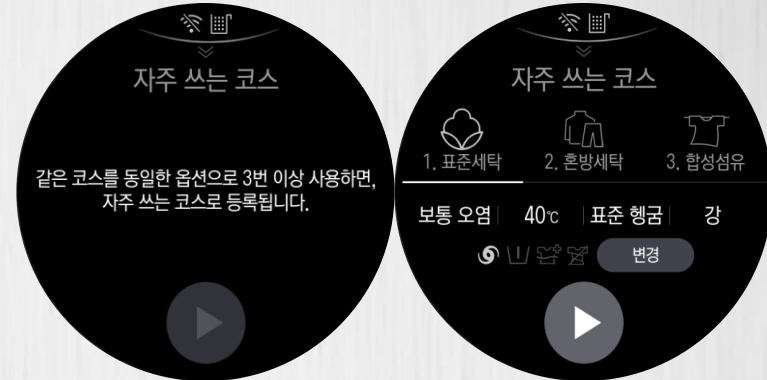 자주 쓰는 코스
같은 코스를 동일한 옵션으로 3번 이상 사용하면,
자주 쓰는 코스로 등록됩니다.
자주 쓰는 코스
1. 표준세탁 2. 혼방세탁 3. 합성섬유
보통 오염 40℃ 표준 헹굼 강
변경